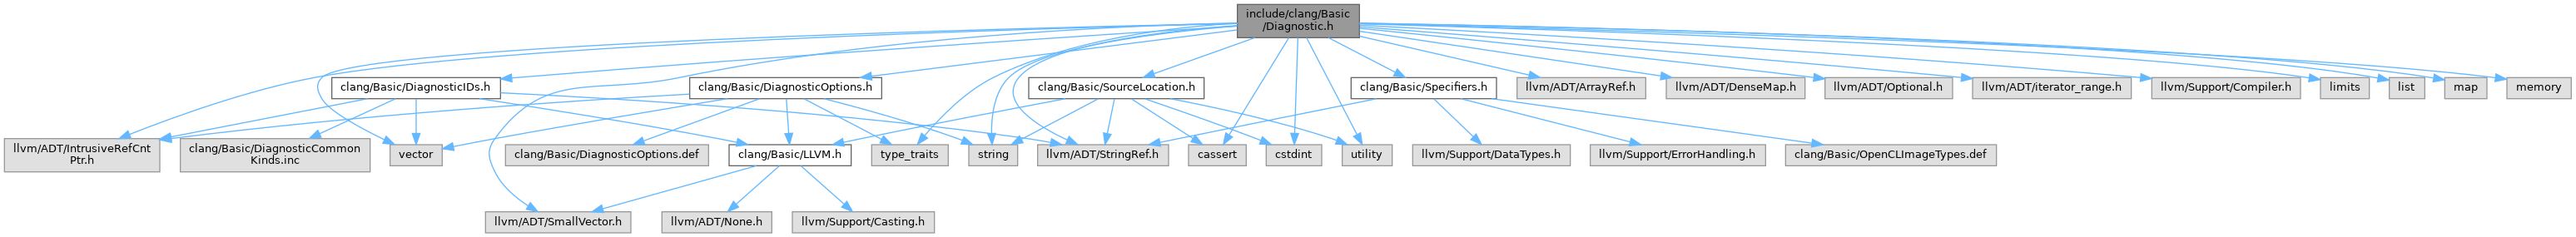 include/clang/Basic
/Diagnostic.h
clang/Basic/DiagnosticIDs.h
clang/Basic/DiagnosticOptions.h
clang/Basic/SourceLocation.h
clang/Basic/Specifiers.h
llvm/ADT/ArrayRef.h
llvm/ADT/DenseMap.h
llvm/ADT/Optional.h
llvm/ADT/iterator_range.h
llvm/Support/Compiler.h
limits
list
map
memory
llvm/ADT/IntrusiveRefCnt
Ptr.h
clang/Basic/DiagnosticCommon
Kinds.inc
vector
clang/Basic/DiagnosticOptions.def
clang/Basic/LLVM.h
type_traits
string
llvm/ADT/StringRef.h
cassert
cstdint
utility
llvm/Support/DataTypes.h
llvm/Support/ErrorHandling.h
clang/Basic/OpenCLImageTypes.def
llvm/ADT/SmallVector.h
llvm/ADT/None.h
llvm/Support/Casting.h